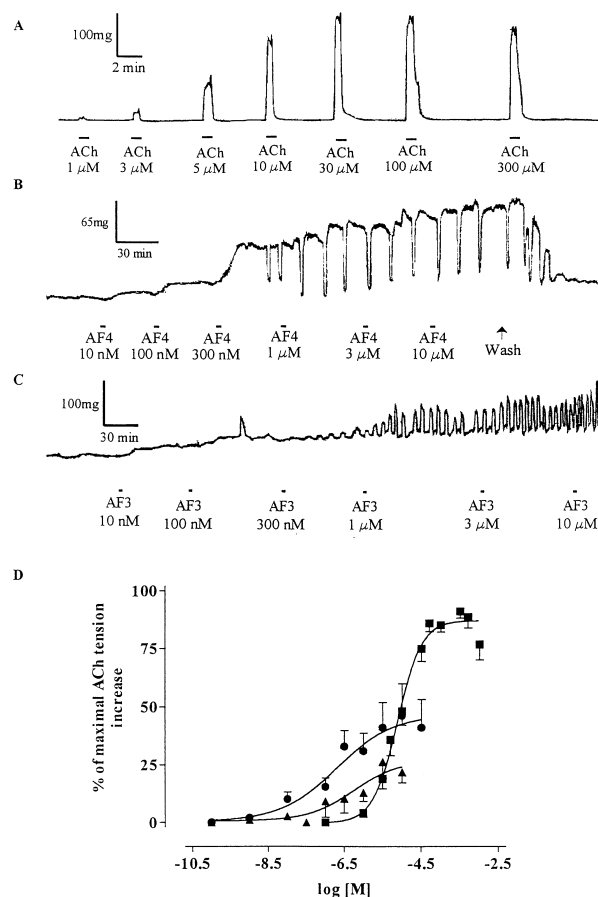 A
100mg
2 min
ACh ACh ACh ACh ACh ACh ACh
1 μM 3 μM 5 μM 10 μM 30 μM 100 μM 300 μM
B
65mg
30 min
AF4 AF4 AF4 AF4 AF4 AF4
10 nM 100 nM 300 nM 1 μM 3 μM 10 μM Wash
C
100mg
30 min
AF3 AF3 AF3 AF3 AF3 AF3
10 nM 100 nM 300 nM 1 μM 3 μM 10 μM
D
% of maximal ACh tension
increase
100
75
50
25
0
-10.5 -8.5 -6.5 -4.5 -2.5
log [M]